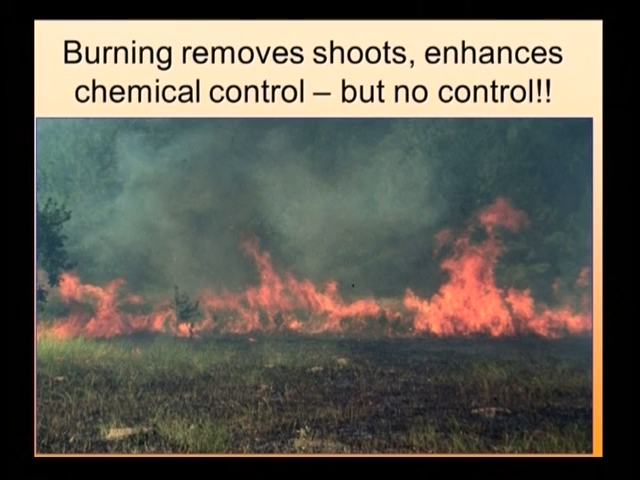 Burning removes shoots, enhances
chemical control – but no control!!